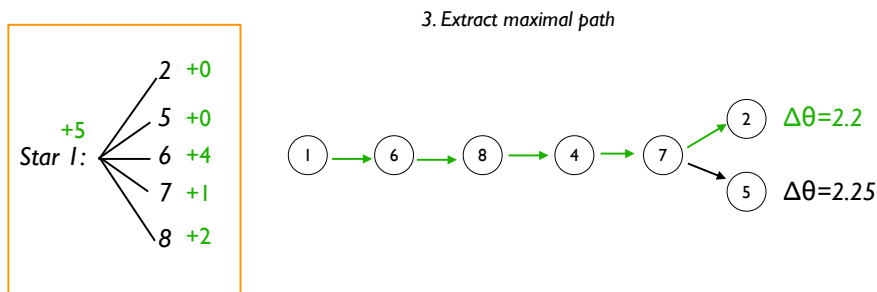 3. Extract maximal path
+5
Star 1:
2 +0
5 +0
6 +4
7 +1
8 +2
1 6 8 4 7
2 Δθ=2.2
5 Δθ=2.25